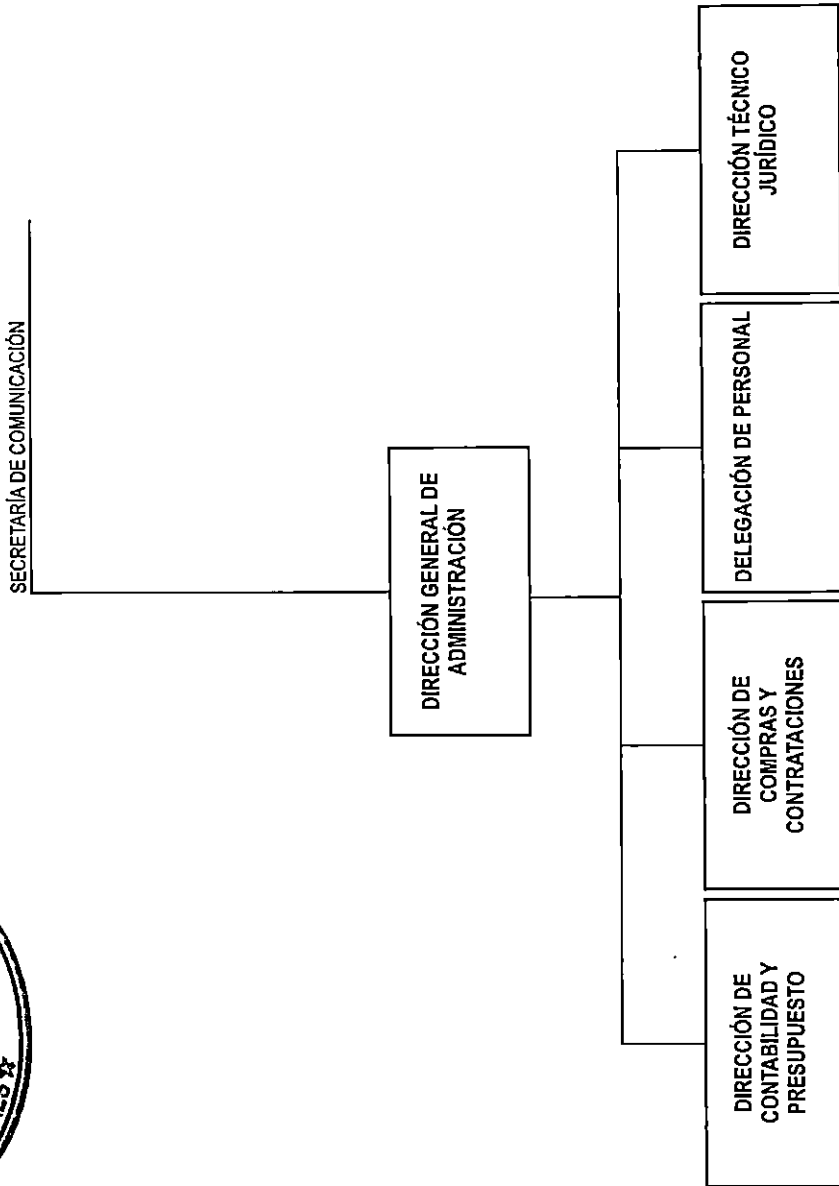 SECRETARÍA DE COMUNICACIÓN
DIRECCIÓN GENERAL DE
ADMINISTRACIÓN
DIRECCIÓN DE
CONTABILIDAD Y
PRESUPUESTO
DIRECCIÓN DE
COMPRAS Y
CONTRATACIONES
DELEGACIÓN DE PERSONAL
DIRECCIÓN TÉCNICO
JURÍDICO